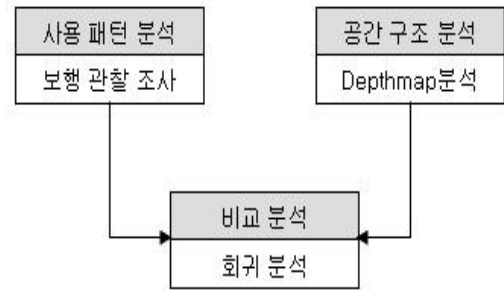 사용 패턴 분석
보행 관찰 조사
공간 구조 분석
Depthmap분석
비교 분석
회귀 분석